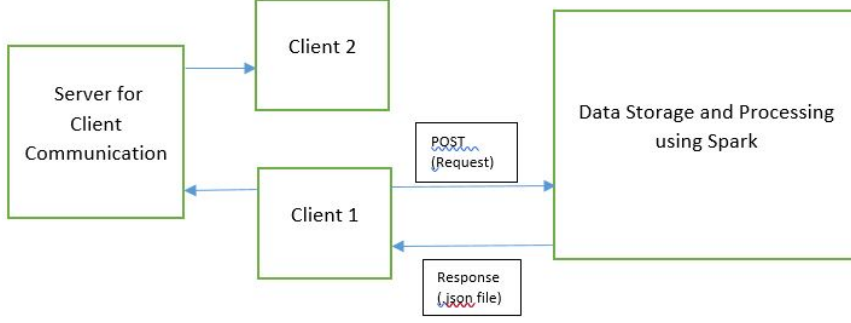 Server for
Client
Communication
Client 2
Client 1
POST
(Request)
Response
(.json file)
Data Storage and Processing
using Spark